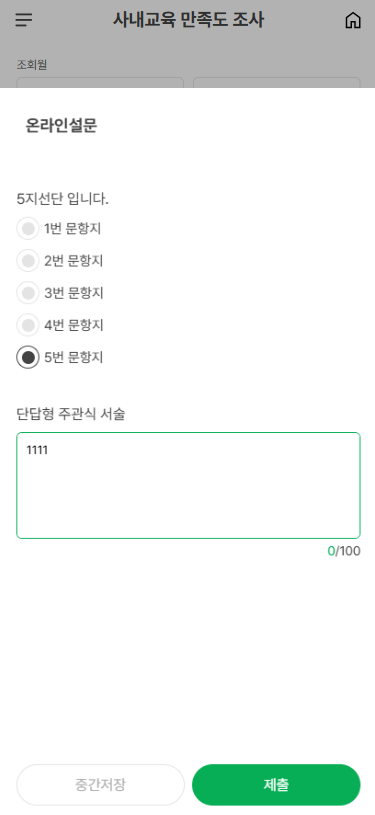 사내교육 만족도 조사
조회월
온라인설문
5지선단 입니다.
1번 문항지
2번 문항지
3번 문항지
4번 문항지
5번 문항지
단답형 주관식 서술
1111
0/100
중간저장
제출